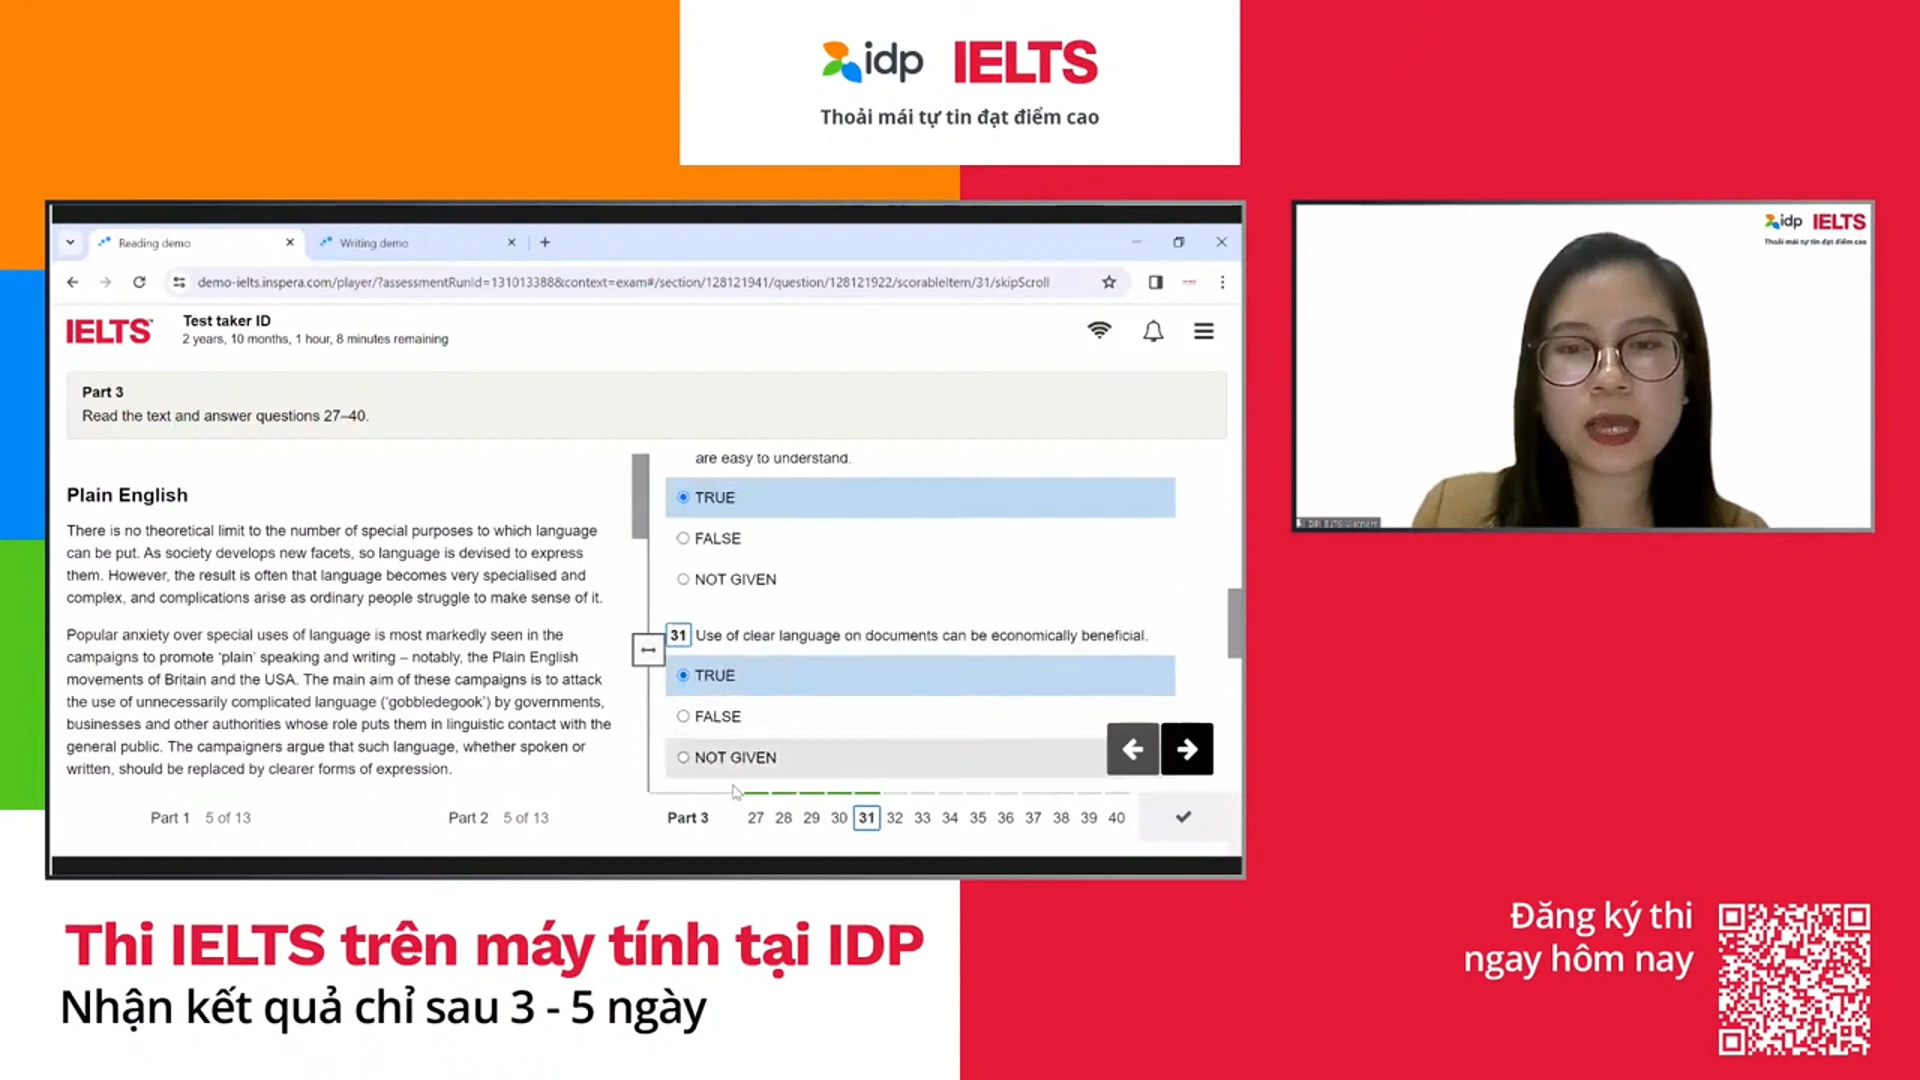 idp IELTS
Thoải mái tự tin đạt điểm cao
Reading demo
Writing demo
demo-ielts.inspera.com/player/?assessmentRunId=131013388&context=exam#/section/128121941/question/128121922/scorableItem/31/skipScroll
IELTS
Test taker ID
2 years, 10 months, 1 hour, 8 minutes remaining
Part 3
Read the text and answer questions 27–40.
Plain English
There is no theoretical limit to the number of special purposes to which language
can be put. As society develops new facets, so language is devised to express
them. However, the result is often that language becomes very specialised and
complex, and complications arise as ordinary people struggle to make sense of it.
Popular anxiety over special uses of language is most markedly seen in the
campaigns to promote ‘plain’ speaking and writing – notably, the Plain English
movements of Britain and the USA. The main aim of these campaigns is to attack
the use of unnecessarily complicated language (‘gobbledegook’) by governments,
businesses and other authorities whose role puts them in linguistic contact with the
general public. The campaigners argue that such language, whether spoken or
written, should be replaced by clearer forms of expression.
are easy to understand.
TRUE
FALSE
NOT GIVEN
31 Use of clear language on documents can be economically beneficial.
TRUE
FALSE
NOT GIVEN
Part 1 5 of 13
Part 2 5 of 13
Part 3 27 28 29 30 31 32 33 34 35 36 37 38 39 40
idp IELTS
Thoải mái tự tin đạt điểm cao
Thi IELTS trên máy tính tại IDP
Nhận kết quả chỉ sau 3 - 5 ngày
Đăng ký thi
ngay hôm nay